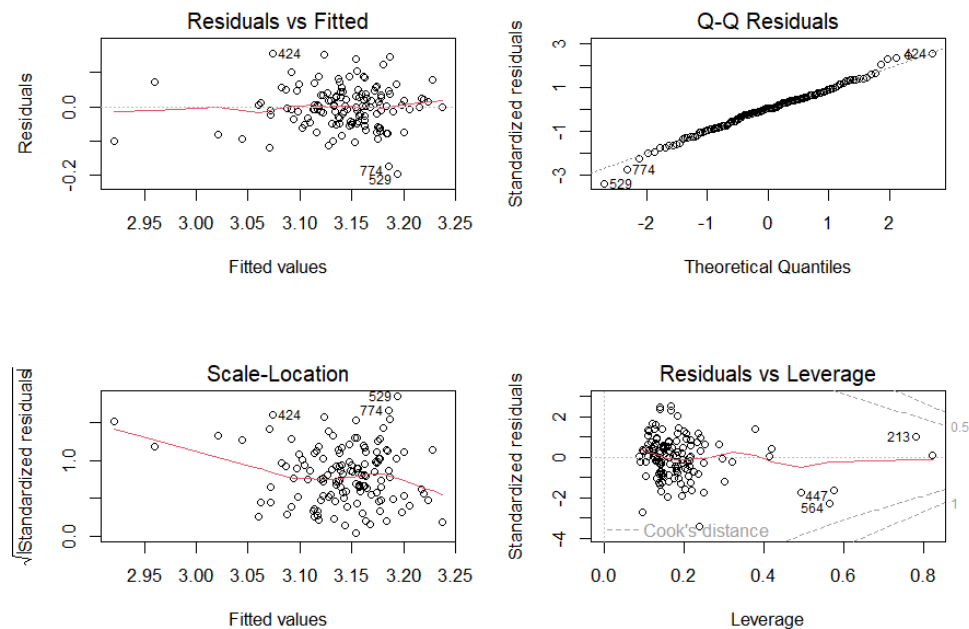 Residuals vs Fitted
Residuals
0.0
-0.2
424
774
529
2.95 3.00 3.05 3.10 3.15 3.20 3.25
Fitted values
Q-Q Residuals
Standardized residuals
3
1
-1
-3
424
774
529
-2 -1 0 1 2
Theoretical Quantiles
Scale-Location
√|Standardized residuals|
1.0
0.0
529
424
774
2.95 3.00 3.05 3.10 3.15 3.20 3.25
Fitted values
Residuals vs Leverage
Standardized residuals
2
0
-2
-4
0.5
213
447
564
1
Cook's distance
0.0 0.2 0.4 0.6 0.8
Leverage